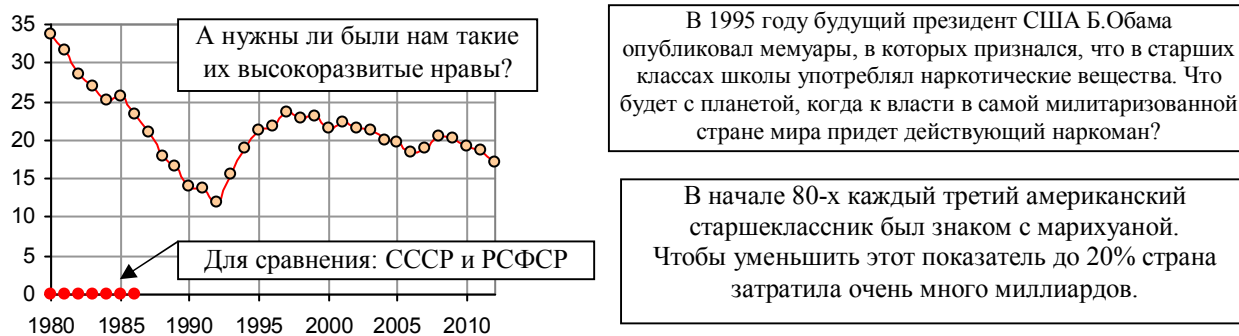 35
30
25
20
15
10
5
0
1980 1985 1990 1995 2000 2005 2010
А нужны ли были нам такие
их высокоразвитые нравы?
Для сравнения: СССР и РСФСР
В 1995 году будущий президент США Б.Обама
опубликовал мемуары, в которых признался, что в старших
классах школы употреблял наркотические вещества. Что
будет с планетой, когда к власти в самой милитаризованной
стране мира придет действующий наркоман?
В начале 80-х каждый третий американский
старшеклассник был знаком с марихуаной.
Чтобы уменьшить этот показатель до 20% страна
затратила очень много миллиардов.